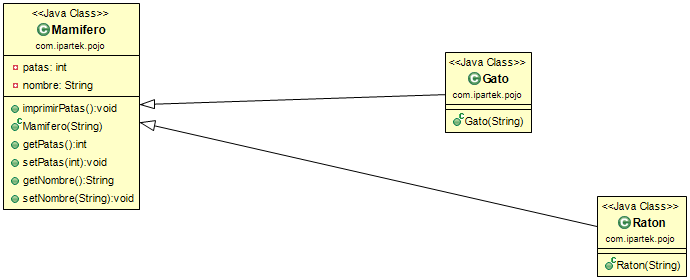 <<Java Class>>
Mamifero
com.ipartek.pojo
patas: int
nombre: String
imprimirPatas():void
Mamifero(String)
getPatas():int
setPatas(int):void
getNombre():String
setNombre(String):void
<<Java Class>>
Gato
com.ipartek.pojo
Gato(String)
<<Java Class>>
Raton
com.ipartek.pojo
Raton(String)